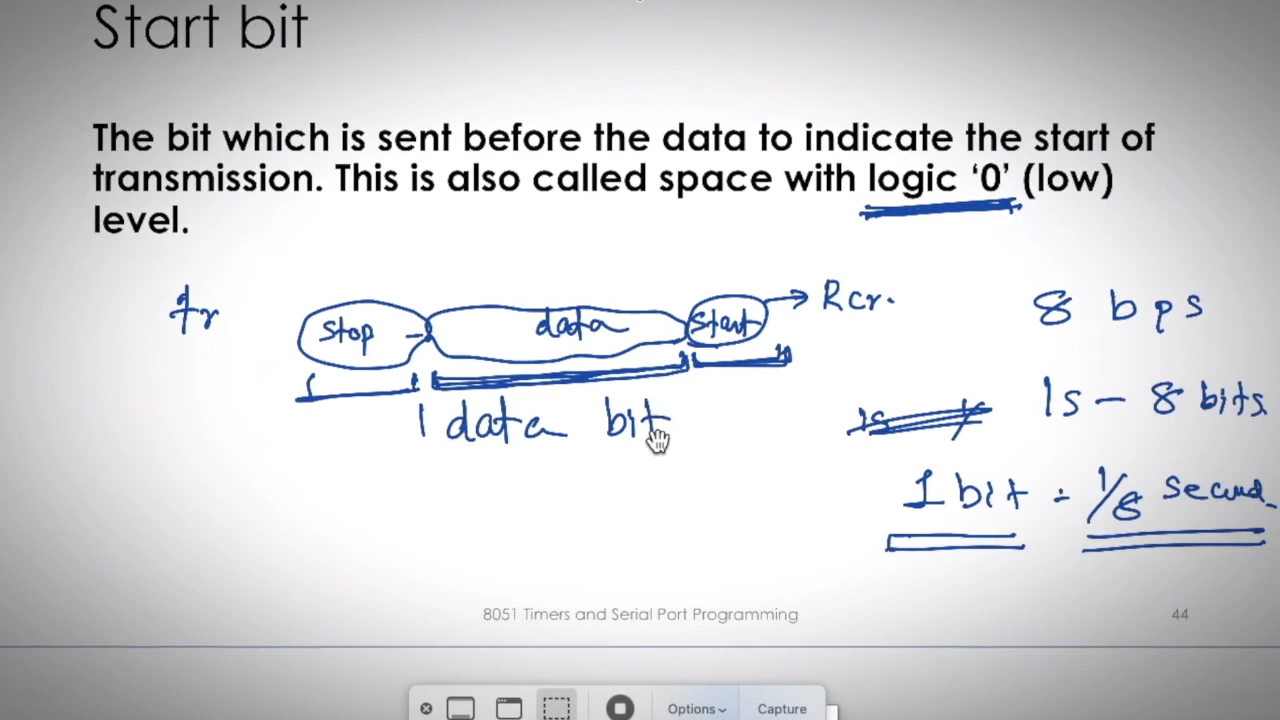 Start bit
The bit which is sent before the data to indicate the start of
transmission. This is also called space with logic ‘0’ (low)
level.
stop data start Rcr.
8 bps
1s - 8 bits
1 data bit
1 bit = 1/8 second
8051 Timers and Serial Port Programming 44
Options Capture